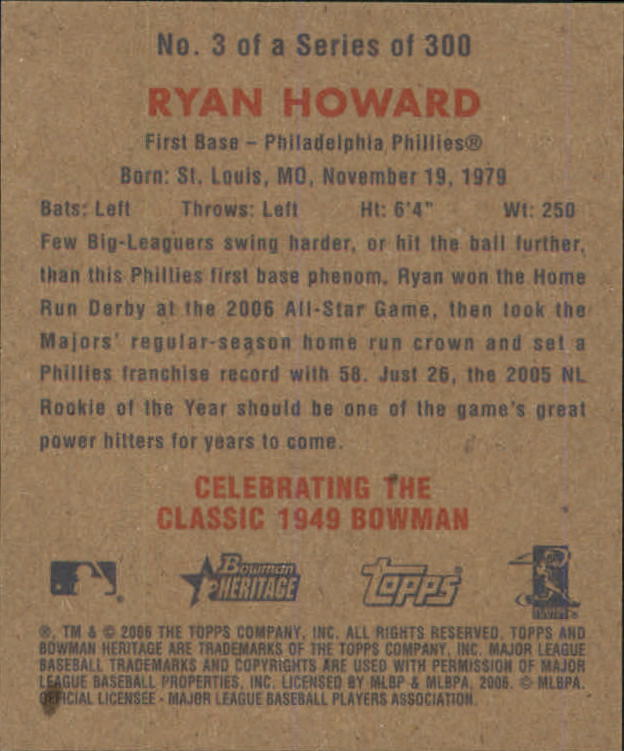 No. 3 of a Series of 300
RYAN HOWARD
First Base – Philadelphia Phillies®
Born: St. Louis, MO, November 19, 1979
Bats: Left Throws: Left Ht: 6'4" Wt: 250
Few Big-Leaguers swing harder, or hit the ball further,
than this Phillies first base phenom. Ryan won the Home
Run Derby at the 2006 All-Star Game, then took the
Majors' regular-season home run crown and set a
Phillies franchise record with 58. Just 26, the 2005 NL
Rookie of the Year should be one of the game's great
power hitters for years to come.
CELEBRATING THE
CLASSIC 1949 BOWMAN
Bowman
HERITAGE
Topps®
®, TM & © 2006 THE TOPPS COMPANY, INC. ALL RIGHTS RESERVED. TOPPS AND
BOWMAN HERITAGE ARE TRADEMARKS OF THE TOPPS COMPANY, INC. MAJOR LEAGUE
BASEBALL TRADEMARKS AND COPYRIGHTS ARE USED WITH PERMISSION OF MAJOR
LEAGUE BASEBALL PROPERTIES, INC. LICENSED BY MLBP & MLBPA, 2006. © MLBPA.
OFFICIAL LICENSEE - MAJOR LEAGUE BASEBALL PLAYERS ASSOCIATION.